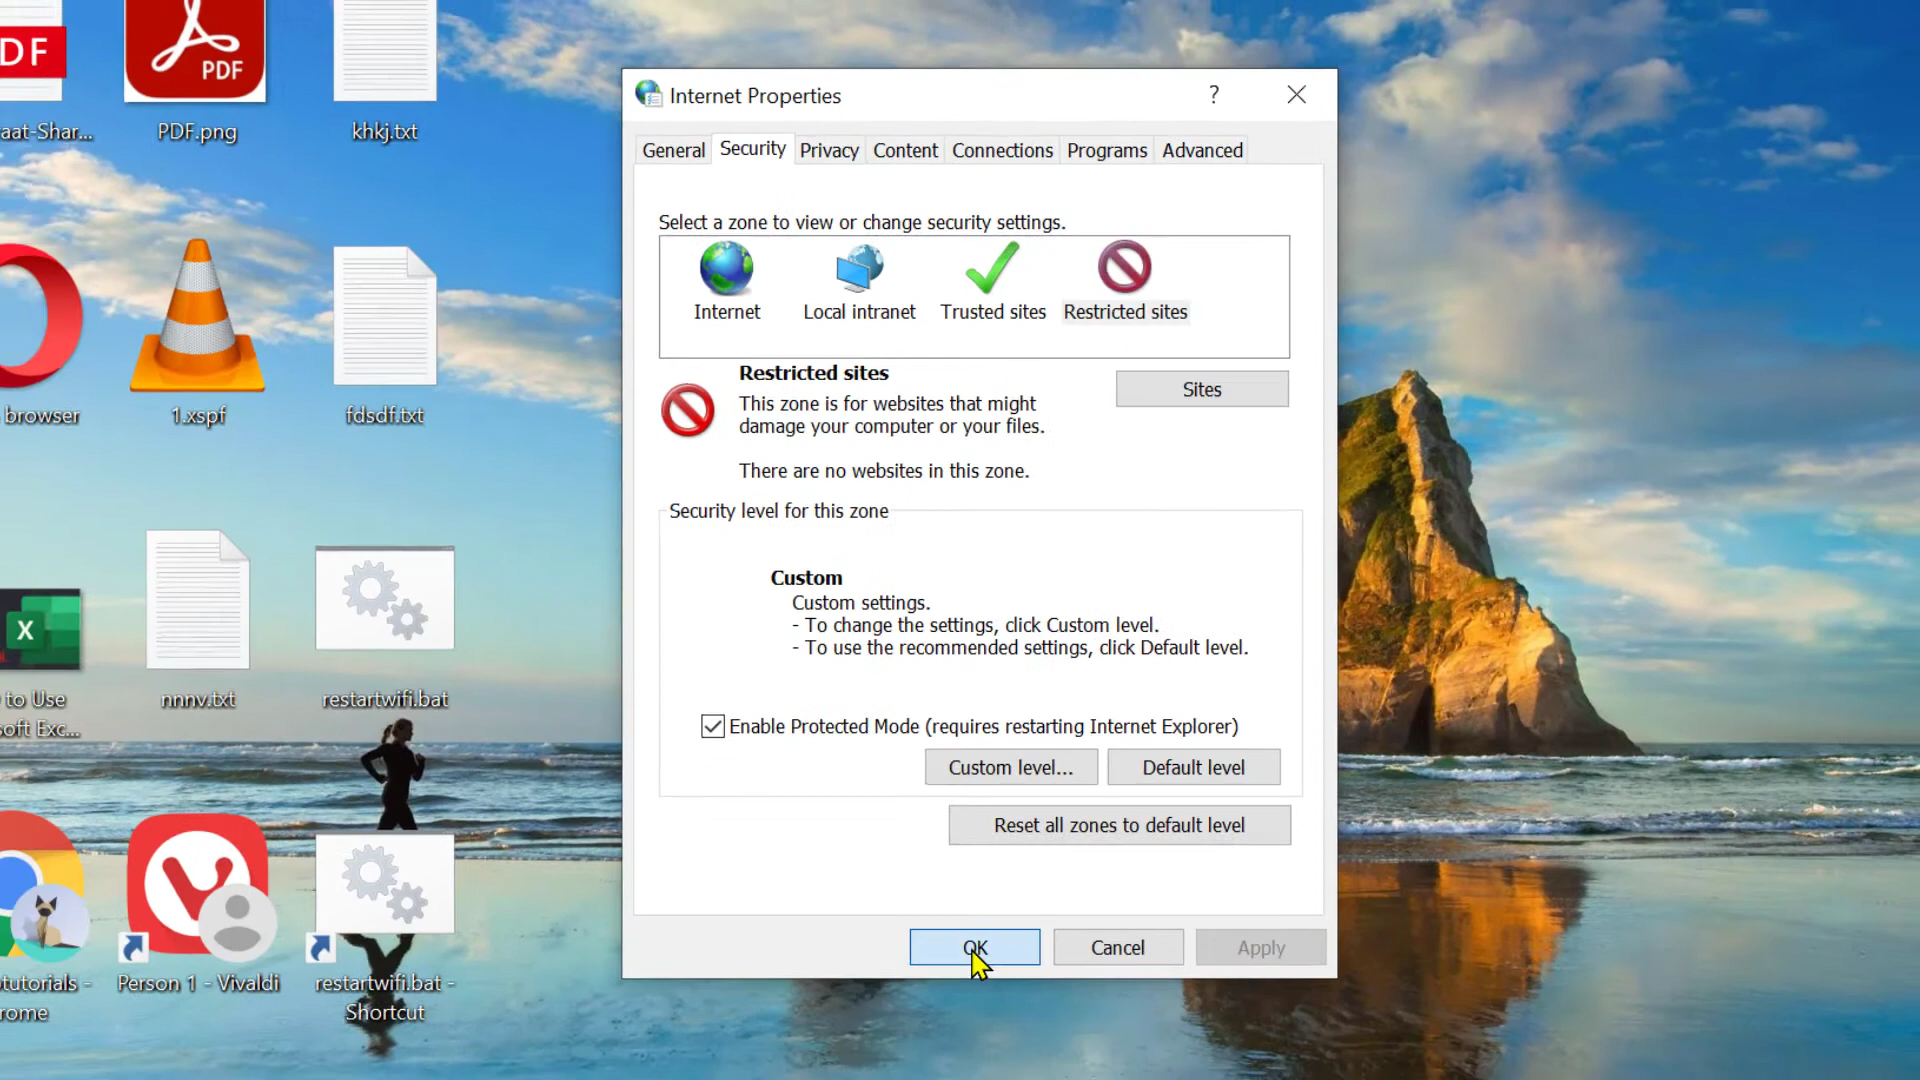 DF
PDF
aat-Shar...
PDF.png
khkj.txt
browser
1.xspf
fdsdf.txt
X
to Use
soft Exc...
nnnv.txt
restartwifi.bat
tutorials -
rome
Person 1 - Vivaldi
restartwifi.bat -
Shortcut
Internet Properties
?
General
Security
Privacy
Content
Connections
Programs
Advanced
Select a zone to view or change security settings.
Internet
Local intranet
Trusted sites
Restricted sites
Restricted sites
Sites
This zone is for websites that might
damage your computer or your files.
There are no websites in this zone.
Security level for this zone
Custom
Custom settings.
- To change the settings, click Custom level.
- To use the recommended settings, click Default level.
Enable Protected Mode (requires restarting Internet Explorer)
Custom level...
Default level
Reset all zones to default level
OK
Cancel
Apply